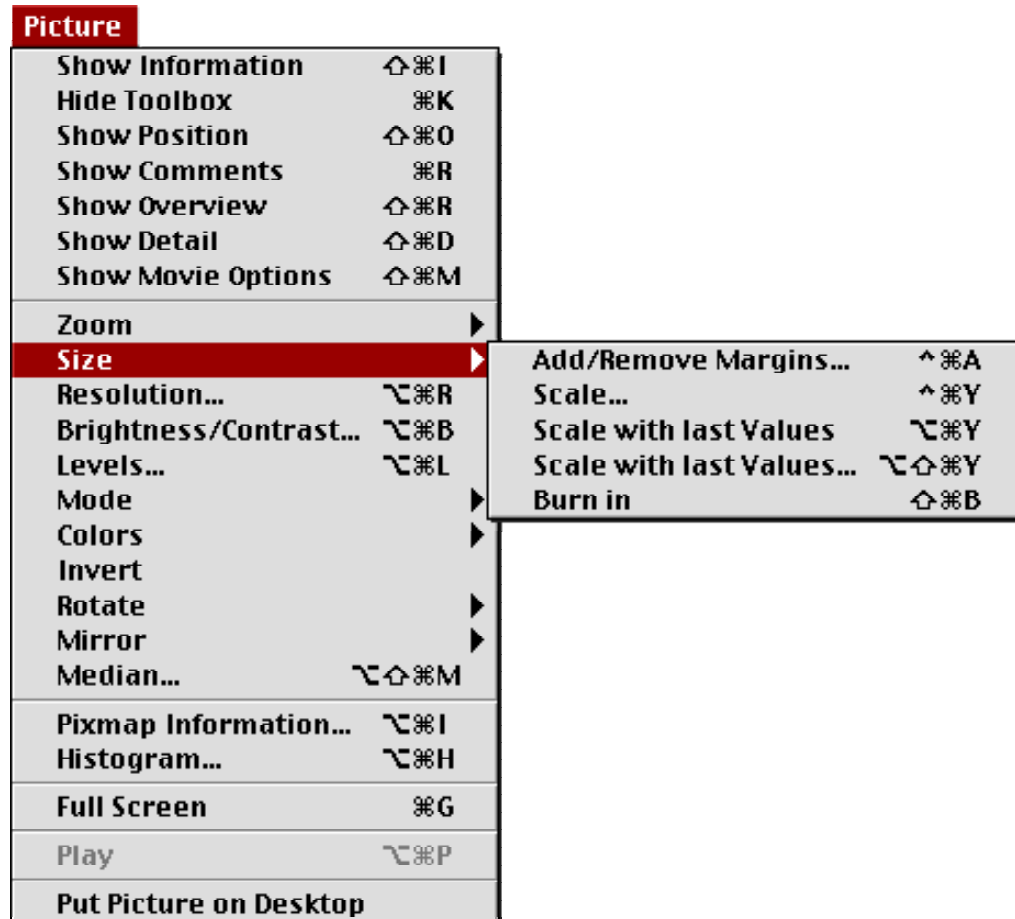 Picture
Show Information ⇧⌘I
Hide Toolbox ⌘K
Show Position ⇧⌘O
Show Comments ⌘R
Show Overview ⇧⌘R
Show Detail ⇧⌘D
Show Movie Options ⇧⌘M
Zoom
Size
Resolution... ⌥⌘R
Brightness/Contrast... ⌥⌘B
Levels... ⌥⌘L
Mode
Colors
Invert
Rotate
Mirror
Median... ⌥⇧⌘M
Pixmap Information... ⌥⌘I
Histogram... ⌥⌘H
Full Screen ⌘G
Play ⌥⌘P
Put Picture on Desktop
Add/Remove Margins... ^⌘A
Scale... ^⌘Y
Scale with last Values ⌥⌘Y
Scale with last Values... ⌥⇧⌘Y
Burn in ⇧⌘B